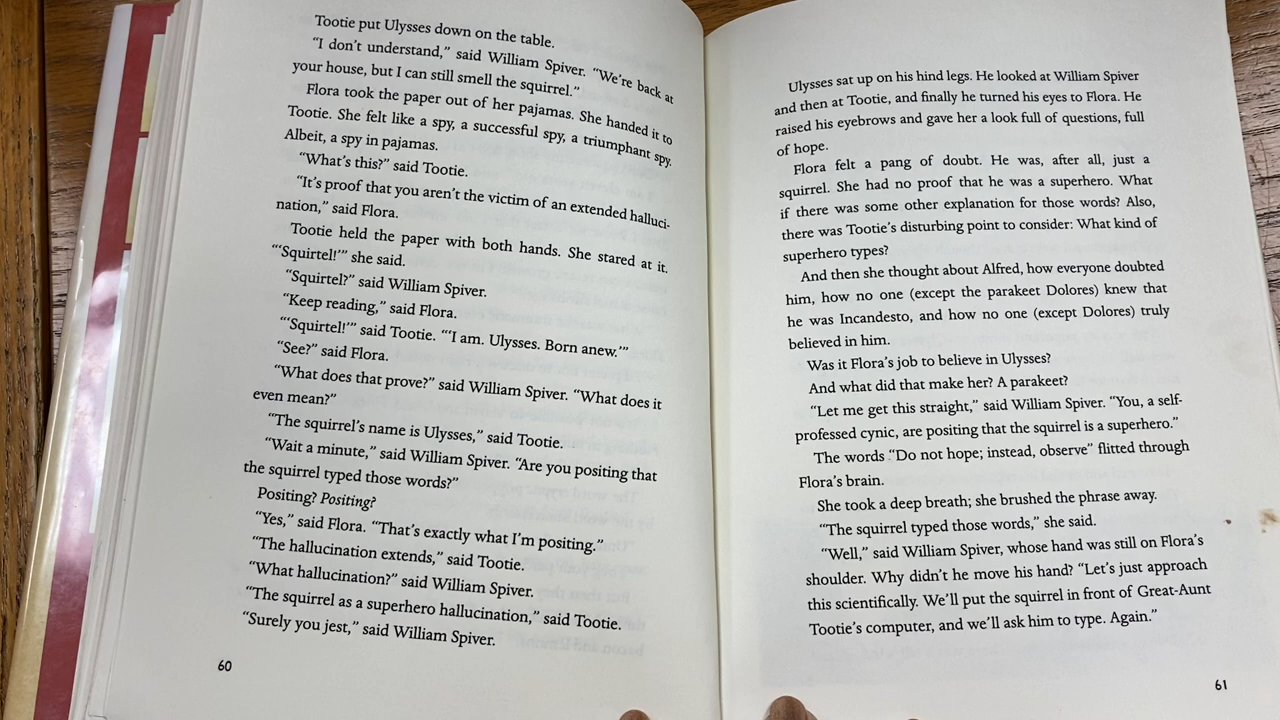 Tootie put Ulysses down on the table.
“I don’t understand,” said William Spiver. “We’re back at
your house, but I can still smell the squirrel.”
Flora took the paper out of her pajamas. She handed it to
Tootie. She felt like a spy, a successful spy, a triumphant spy.
Albeit, a spy in pajamas.
“What’s this?” said Tootie.
“It’s proof that you aren’t the victim of an extended halluci-
nation,” said Flora.
Tootie held the paper with both hands. She stared at it.
“‘Squirtel!’” she said.
“Squirtel?” said William Spiver.
“Keep reading,” said Flora.
“‘Squirtel!’” said Tootie. “‘I am. Ulysses. Born anew.’”
“See?” said Flora.
“What does that prove?” said William Spiver. “What does it
even mean?”
“The squirrel’s name is Ulysses,” said Tootie.
“Wait a minute,” said William Spiver. “Are you positing that
the squirrel typed those words?”
Positing? Positing?
“Yes,” said Flora. “That’s exactly what I’m positing.”
“The hallucination extends,” said Tootie.
“What hallucination?” said William Spiver.
“The squirrel as a superhero hallucination,” said Tootie.
“Surely you jest,” said William Spiver.
60
Ulysses sat up on his hind legs. He looked at William Spiver
and then at Tootie, and finally he turned his eyes to Flora. He
raised his eyebrows and gave her a look full of questions, full
of hope.
Flora felt a pang of doubt. He was, after all, just a
squirrel. She had no proof that he was a superhero. What
if there was some other explanation for those words? Also,
there was Tootie’s disturbing point to consider: What kind of
superhero types?
And then she thought about Alfred, how everyone doubted
him, how no one (except the parakeet Dolores) knew that
he was Incandesto, and how no one (except Dolores) truly
believed in him.
Was it Flora’s job to believe in Ulysses?
And what did that make her? A parakeet?
“Let me get this straight,” said William Spiver. “You, a self-
professed cynic, are positing that the squirrel is a superhero.”
The words “Do not hope; instead, observe” flitted through
Flora’s brain.
She took a deep breath; she brushed the phrase away.
“The squirrel typed those words,” she said.
“Well,” said William Spiver, whose hand was still on Flora’s
shoulder. Why didn’t he move his hand? “Let’s just approach
this scientifically. We’ll put the squirrel in front of Great-Aunt
Tootie’s computer, and we’ll ask him to type. Again.”
61